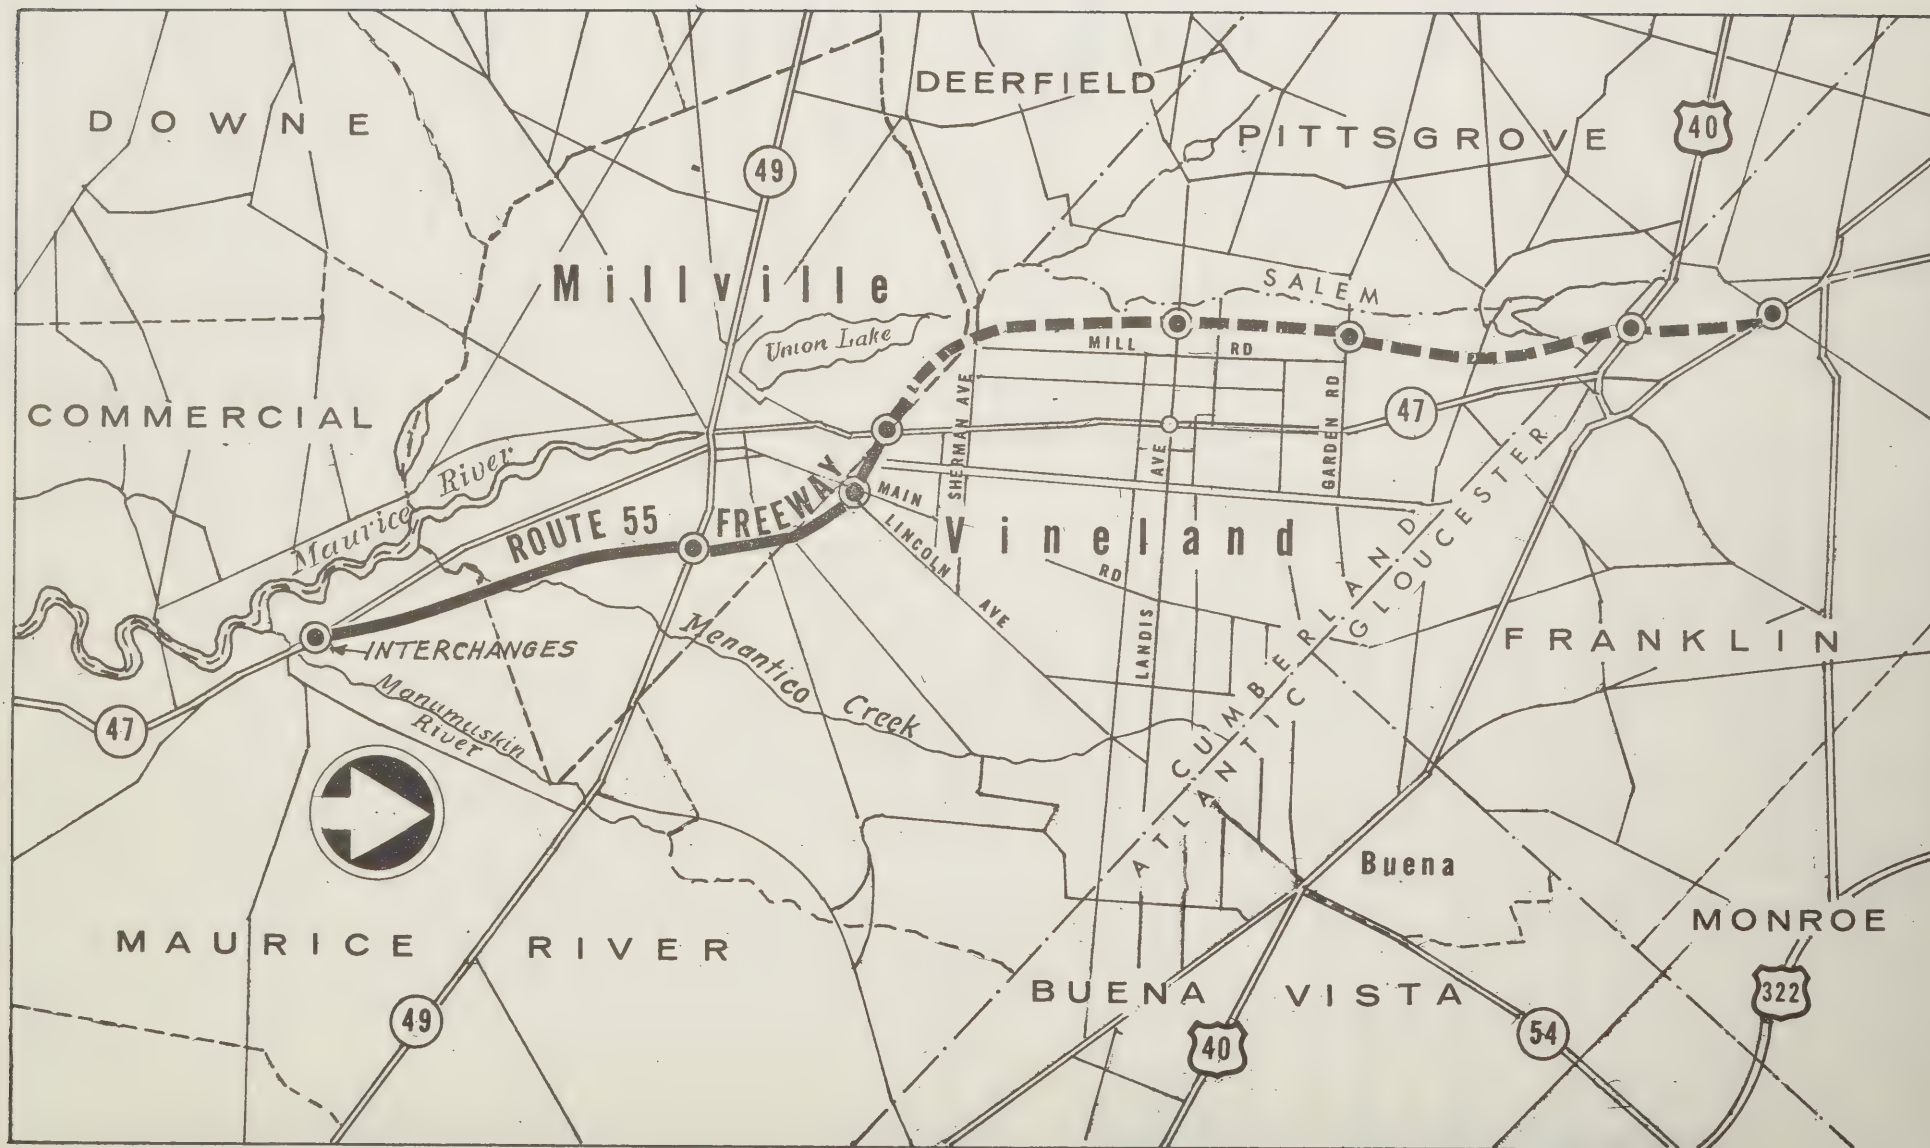 DEERFIELD
DOWNE
PITTSGROVE
40
49
Millville
SALEM
Union Lake
MILL RD
COMMERCIAL
SHERMAN AVE
GARDEN RD
47
AVE
River
Maurice
ROUTE 55 FREEWAY
MAIN
Vineland
LINCOLN
AVE
RD
LANDIS
CUMBERLAND
GLOUCESTER
ATLANTIC
FRANKLIN
INTERCHANGES
Menantico Creek
Manumuskin
River
47
Buena
MONROE
MAURICE RIVER
BUENA VISTA
322
49
40
54